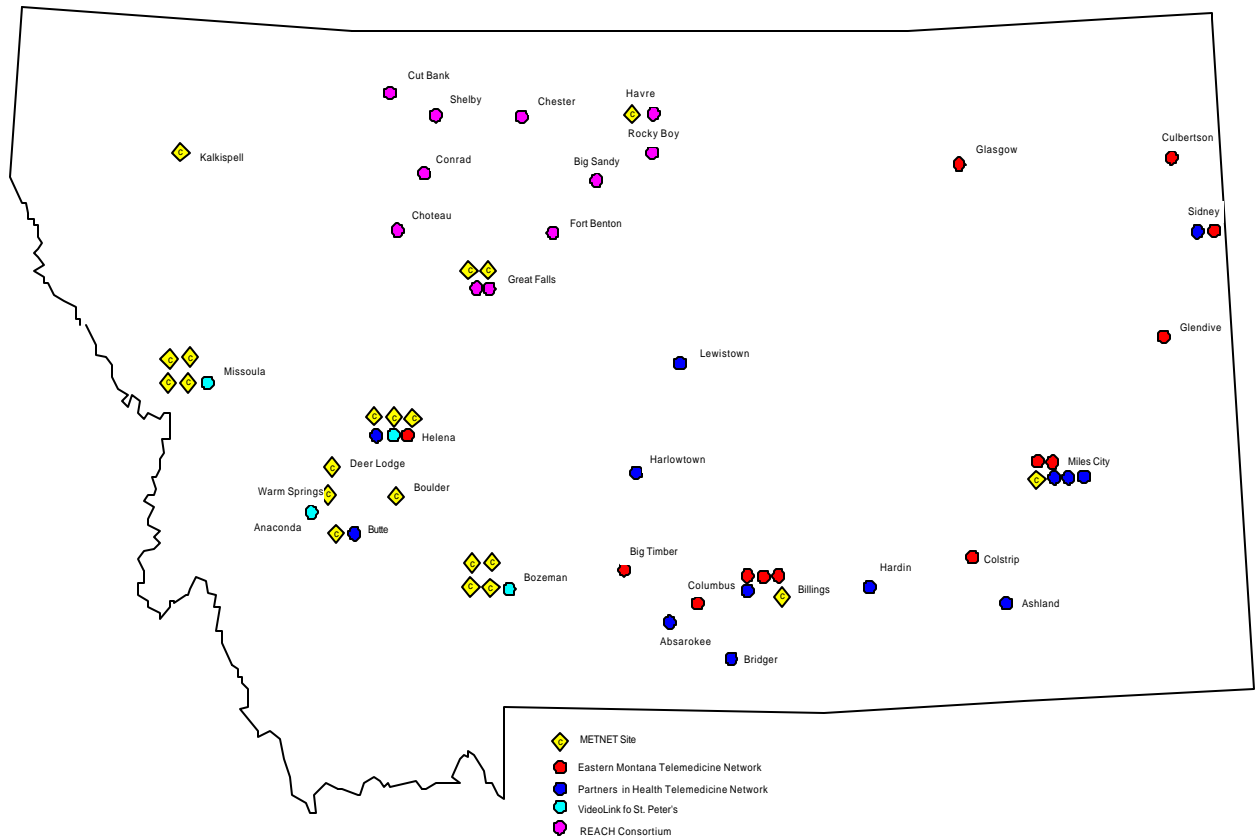 Cut Bank
Shelby
Chester
Havre
Rocky Boy
Kalkispell
Conrad
Big Sandy
Glasgow
Culbertson
Choteau
Fort Benton
Sidney
Great Falls
Glendive
Lewistown
Missoula
Helena
Deer Lodge
Harlowtown
Miles City
Warm Springs
Boulder
Anaconda
Butte
Big Timber
Colstrip
Bozeman
Columbus
Billings
Hardin
Ashland
Absarokee
Bridger
C METNET Site
Eastern Montana Telemedicine Network
Partners in Health Telemedicine Network
VideoLink fo St. Peter's
REACH Consortium